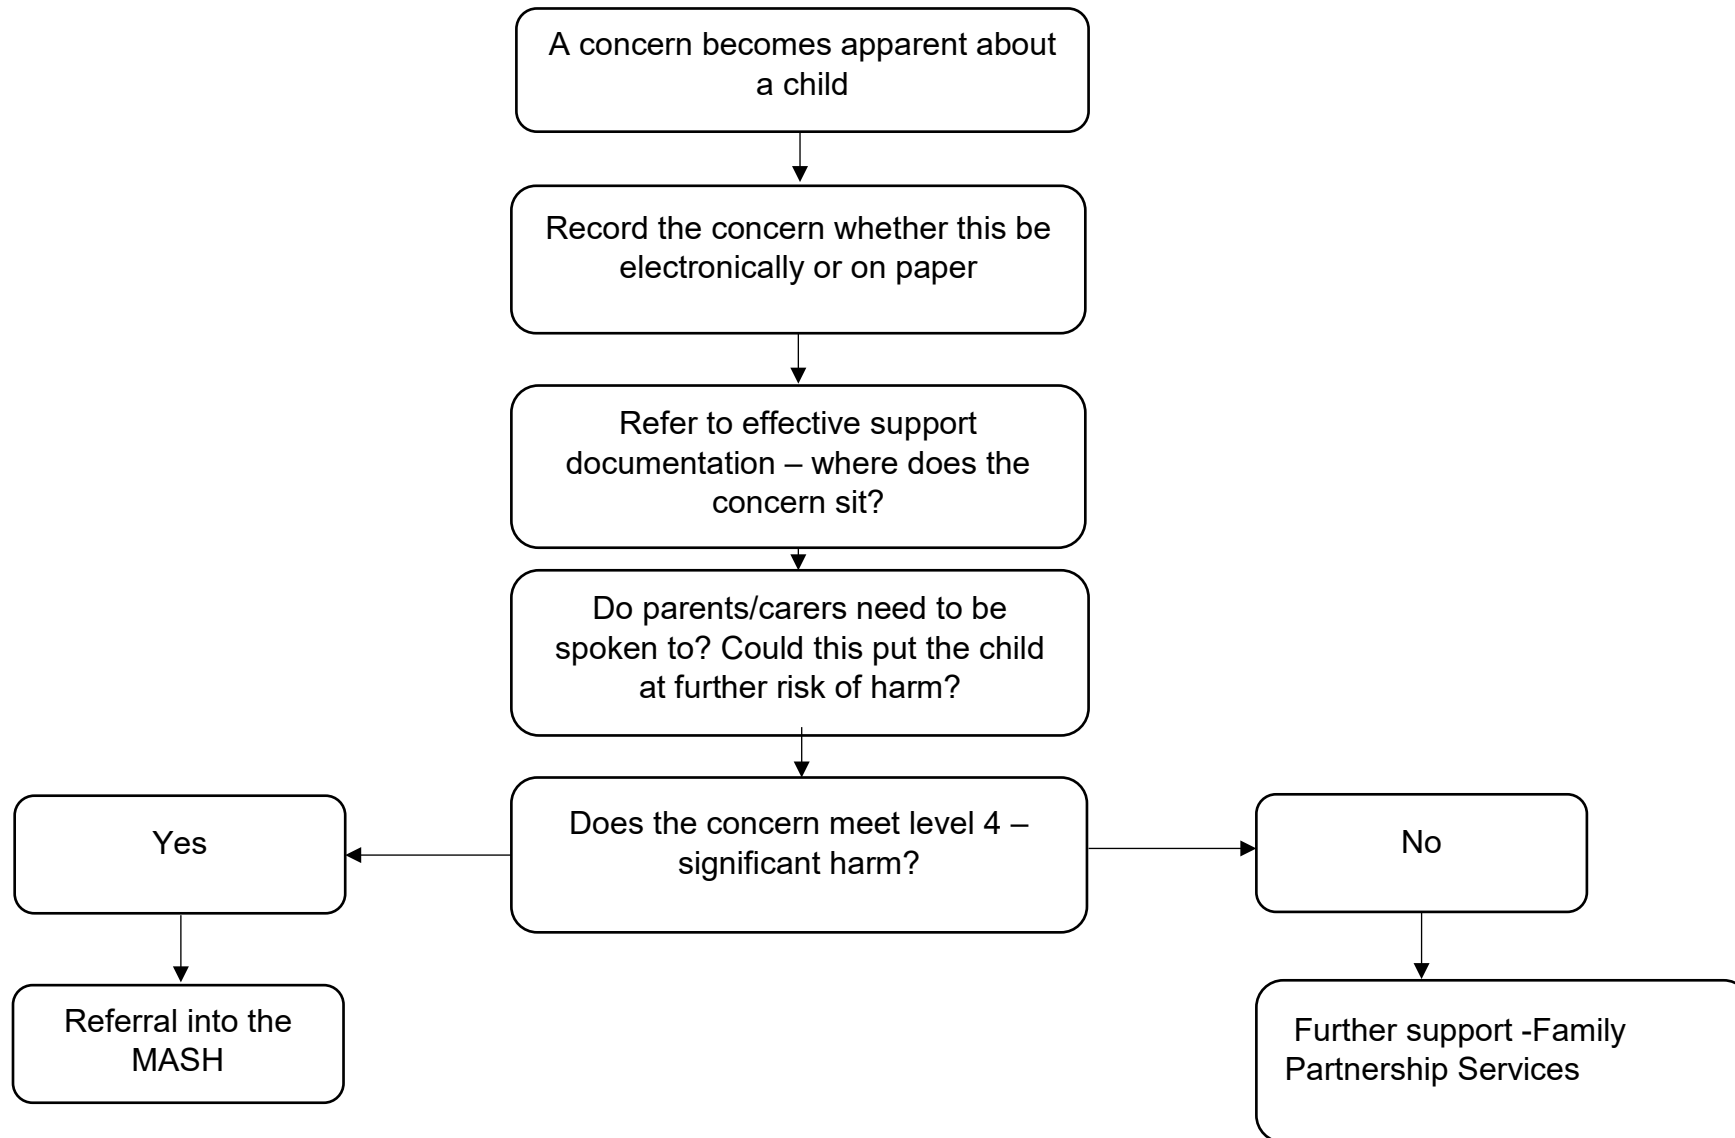 A concern becomes apparent about
a child
Record the concern whether this be
electronically or on paper
Refer to effective support
documentation – where does the
concern sit?
Do parents/carers need to be
spoken to? Could this put the child
at further risk of harm?
Does the concern meet level 4 –
significant harm?
Yes
No
Referral into the
MASH
Further support -Family
Partnership Services